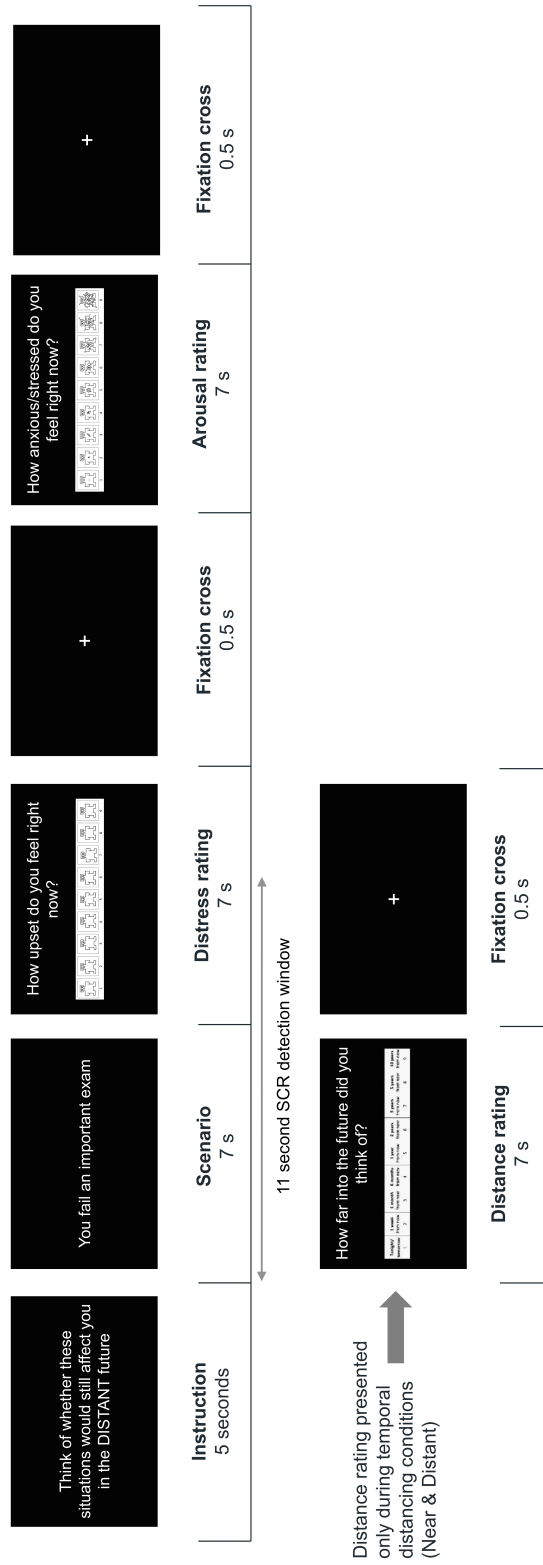 Think of whether these
situations would still affect you
in the DISTANT future
You fail an important exam
How upset do you feel right
now?
+
How anxious/stressed do you
feel right now?
+
Instruction
5 seconds
Scenario
7 s
Distress rating
7 s
Fixation cross
0.5 s
Arousal rating
7 s
Fixation cross
0.5 s
11 second SCR detection window
Distance rating presented
only during temporal
distancing conditions
(Near & Distant)
How far into the future did you
think of?
+
Distance rating
7 s
Fixation cross
0.5 s